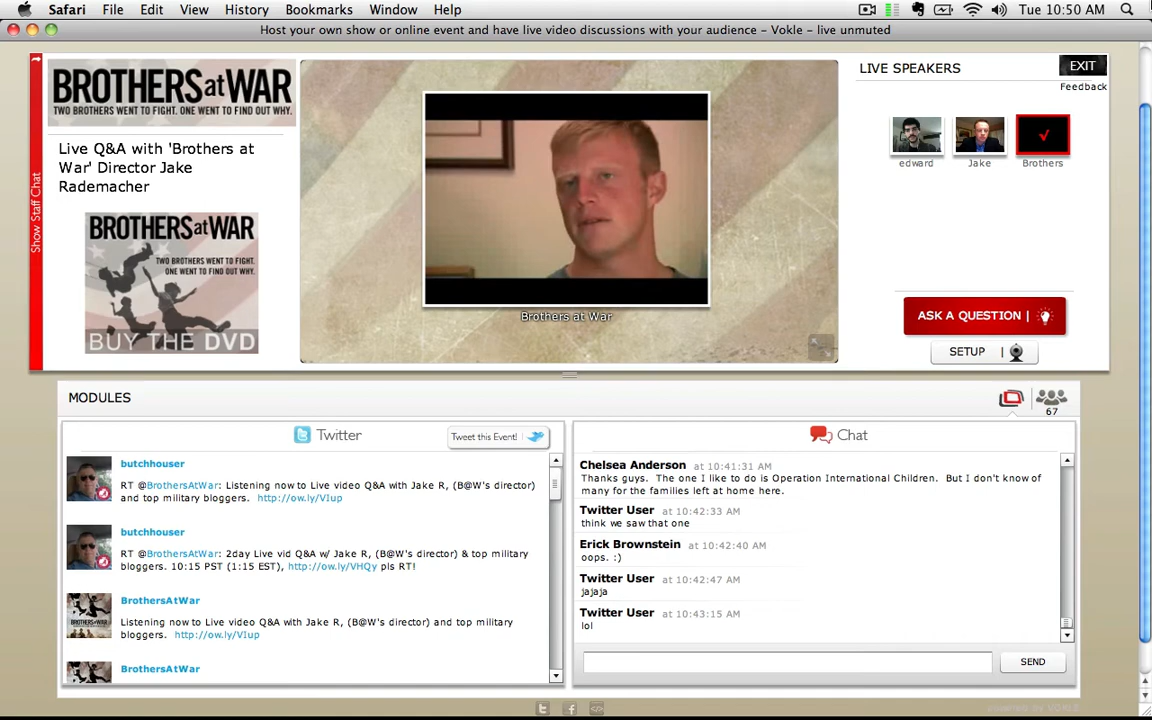 Safari File Edit View History Bookmarks Window Help
Tue 10:50 AM
Host your own show or online event and have live video discussions with your audience – Vokle – live unmuted
Show Staff Chat
BROTHERS at WAR
TWO BROTHERS WENT TO FIGHT. ONE WENT TO FIND OUT WHY.
Live Q&A with 'Brothers at
War' Director Jake
Rademacher
BROTHERS at WAR
TWO BROTHERS WENT TO FIGHT.
ONE WENT TO FIND OUT WHY.
BUY THE DVD
Brothers at War
LIVE SPEAKERS
EXIT
Feedback
edward
Jake
Brothers
ASK A QUESTION |
SETUP |
MODULES
67
Twitter
Tweet this Event!
butchhouser
RT @BrothersAtWar: Listening now to Live video Q&A with Jake R, (B@W's director)
and top military bloggers. http://ow.ly/VIup
butchhouser
RT @BrothersAtWar: 2day Live vid Q&A w/ Jake R, (B@W's director) & top military
bloggers. 10:15 PST (1:15 EST), http://ow.ly/VHQy pls RT!
BrothersAtWar
Listening now to Live video Q&A with Jake R, (B@W's director) and top military
bloggers. http://ow.ly/VIup
BrothersAtWar
Chat
Chelsea Anderson at 10:41:31 AM
Thanks guys. The one I like to do is Operation International Children. But I don't know of
many for the families left at home here.
Twitter User at 10:42:33 AM
think we saw that one
Erick Brownstein at 10:42:40 AM
oops. :)
Twitter User at 10:42:47 AM
jajaja
Twitter User at 10:43:15 AM
lol
SEND
powered by VOKLE